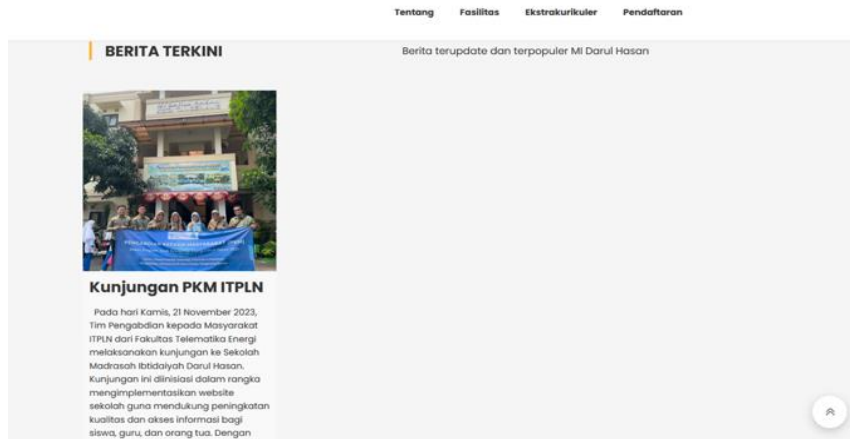 Tentang Fasilitas Ekstrakurikuler Pendaftaran
BERITA TERKINI
Berita terupdate dan terpopuler MI Darul Hasan
Kunjungan PKM ITPLN
Pada hari Kamis, 21 November 2023,
Tim Pengabdian kepada Masyarakat
ITPLN dari Fakultas Telematika Energi
melaksanakan kunjungan ke Sekolah
Madrasah Ibtidaiyah Darul Hasan.
Kunjungan ini diinisiasi dalam rangka
mengimplementasikan website
sekolah guna mendukung peningkatan
kualitas dan akses informasi bagi
siswa, guru, dan orang tua. Dengan